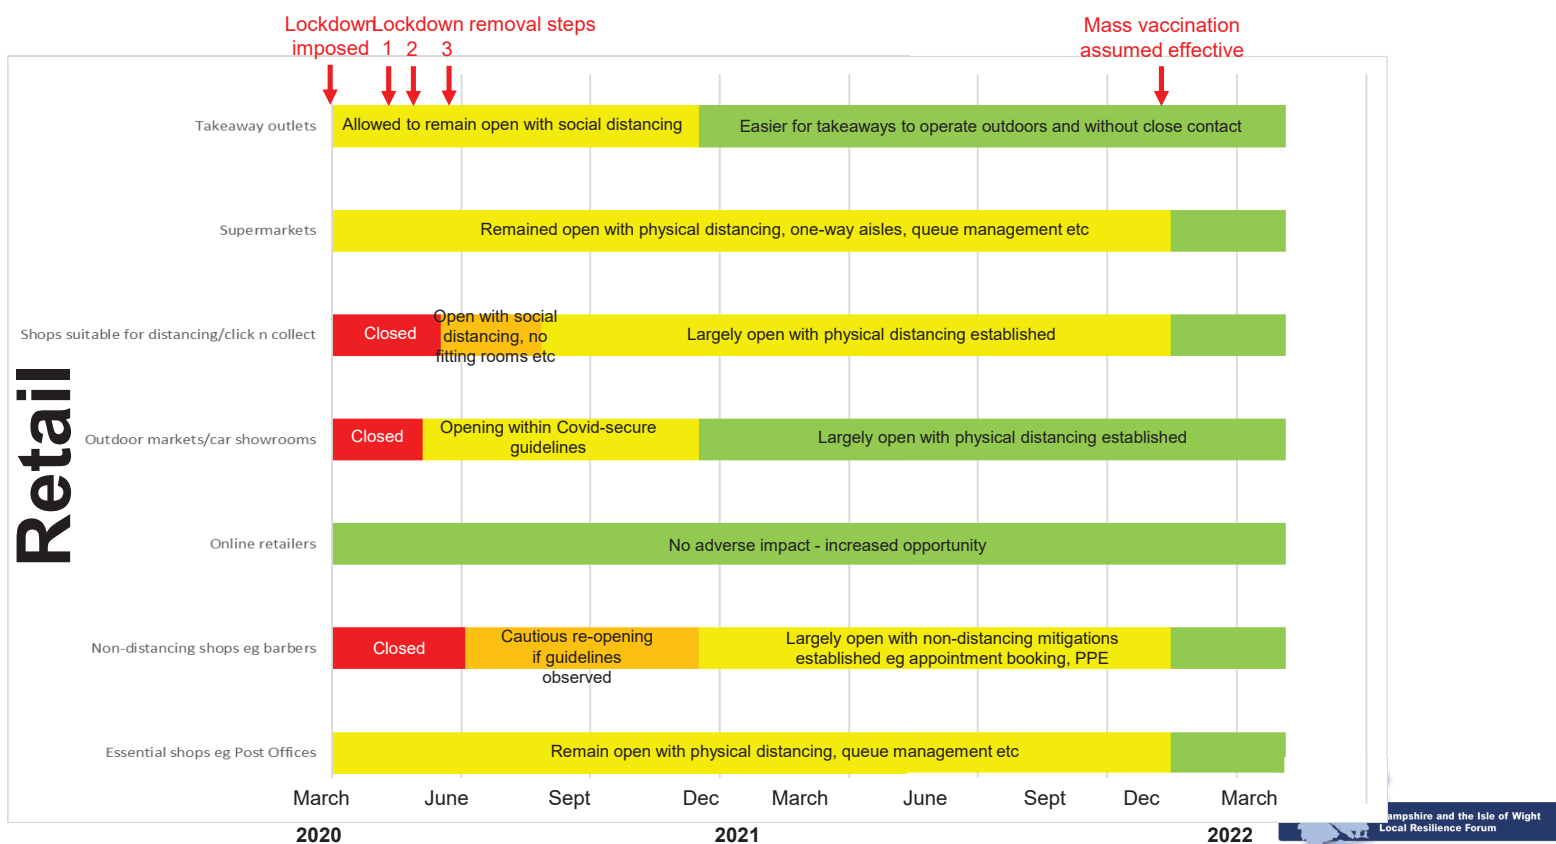 Lockdown
imposed
Lockdown removal steps
1 2 3
Mass vaccination
assumed effective
Retail
Takeaway outlets
Allowed to remain open with social distancing
Easier for takeaways to operate outdoors and without close contact
Supermarkets
Remained open with physical distancing, one-way aisles, queue management etc
Shops suitable for distancing/click n collect
Closed
Open with social
distancing, no
fitting rooms etc
Largely open with physical distancing established
Outdoor markets/car showrooms
Closed
Opening within Covid-secure
guidelines
Largely open with physical distancing established
Online retailers
No adverse impact - increased opportunity
Non-distancing shops eg barbers
Closed
Cautious re-opening
if guidelines
observed
Largely open with non-distancing mitigations
established eg appointment booking, PPE
Essential shops eg Post Offices
Remain open with physical distancing, queue management etc
March June Sept Dec March June Sept Dec March
2020 2021 2022
ampshire and the Isle of Wight
Local Resilience Forum